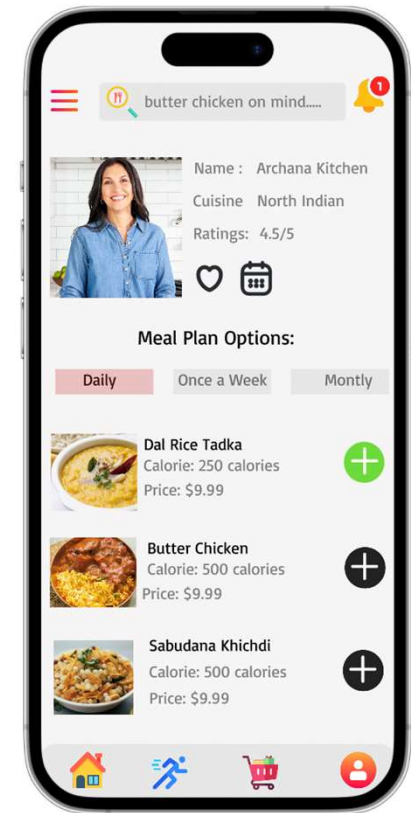 1
butter chicken on mind.....
Name : Archana Kitchen
Cuisine North Indian
Ratings: 4.5/5
Meal Plan Options:
Daily Once a Week Montly
Dal Rice Tadka
Calorie: 250 calories
Price: $9.99
Butter Chicken
Calorie: 500 calories
Price: $9.99
Sabudana Khichdi
Calorie: 500 calories
Price: $9.99